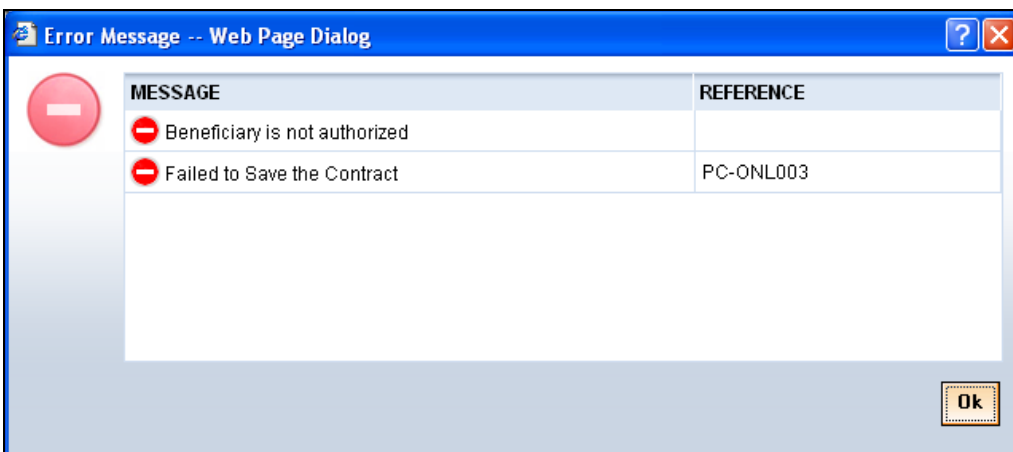 Error Message -- Web Page Dialog
?
MESSAGE REFERENCE
Beneficiary is not authorized
Failed to Save the Contract PC-ONL003
Ok